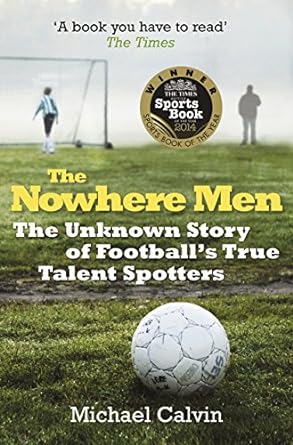 ‘A book you have to read’
The Times
WINNER
THE TIMES
Sports
Book
OF THE YEAR
2014
SPORTS BOOK OF THE YEAR
The
Nowhere Men
The Unknown Story
of Football’s True
Talent Spotters
Michael Calvin